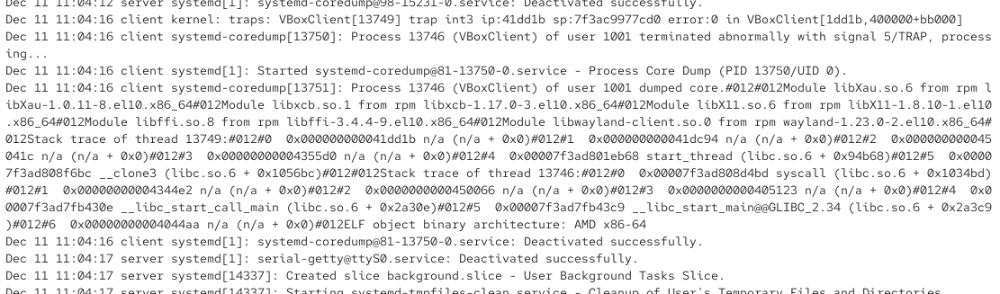 Dec 11 11:04:12 server systemd[1]: systemd-coredump@98-15231-0.service: Deactivated successfully.
Dec 11 11:04:16 client kernel: traps: VBoxClient[13749] trap int3 ip:41dd1b sp:7f3ac9977cd0 error:0 in VBoxClient[1dd1b,400000+bb000]
Dec 11 11:04:16 client systemd-coredump[13750]: Process 13746 (VBoxClient) of user 1001 terminated abnormally with signal 5/TRAP, process
ing...
Dec 11 11:04:16 client systemd[1]: Started systemd-coredump@81-13750-0.service - Process Core Dump (PID 13750/UID 0).
Dec 11 11:04:16 client systemd-coredump[13751]: Process 13746 (VBoxClient) of user 1001 dumped core.#012#012Module libXau.so.6 from rpm l
ibXau-1.0.11-8.el10.x86_64#012Module libxcb.so.1 from rpm libxcb-1.17.0-3.el10.x86_64#012Module libX11.so.6 from rpm libX11-1.8.10-1.el10
.x86_64#012Module libffi.so.8 from rpm libffi-3.4.4-9.el10.x86_64#012Module libwayland-client.so.0 from rpm wayland-1.23.0-2.el10.x86_64#
012Stack trace of thread 13749:#012#0  0x000000000041dd1b n/a (n/a + 0x0)#012#1  0x000000000041dc94 n/a (n/a + 0x0)#012#2  0x000000000045
041c n/a (n/a + 0x0)#012#3  0x00000000004355d0 n/a (n/a + 0x0)#012#4  0x00007f3ad801eb68 start_thread (libc.so.6 + 0x94b68)#012#5  0x0000
7f3ad808f6bc __clone3 (libc.so.6 + 0x1056bc)#012#012Stack trace of thread 13746:#012#0  0x00007f3ad808d4bd syscall (libc.so.6 + 0x1034bd)
#012#1  0x00000000004344e2 n/a (n/a + 0x0)#012#2  0x0000000000450066 n/a (n/a + 0x0)#012#3  0x0000000000405123 n/a (n/a + 0x0)#012#4  0x0
0007f3ad7fb430e __libc_start_call_main (libc.so.6 + 0x2a30e)#012#5  0x00007f3ad7fb43c9 __libc_start_main@@GLIBC_2.34 (libc.so.6 + 0x2a3c9
)#012#6  0x00000000004044aa n/a (n/a + 0x0)#012ELF object binary architecture: AMD x86-64
Dec 11 11:04:16 client systemd[1]: systemd-coredump@81-13750-0.service: Deactivated successfully.
Dec 11 11:04:17 server systemd[1]: serial-getty@ttyS0.service: Deactivated successfully.
Dec 11 11:04:17 server systemd[14337]: Created slice background.slice - User Background Tasks Slice.
Dec 11 11:04:17 server systemd[14337]: Starting systemd-tmpfiles-clean.service - Cleanup of User's Temporary Files and Directories...